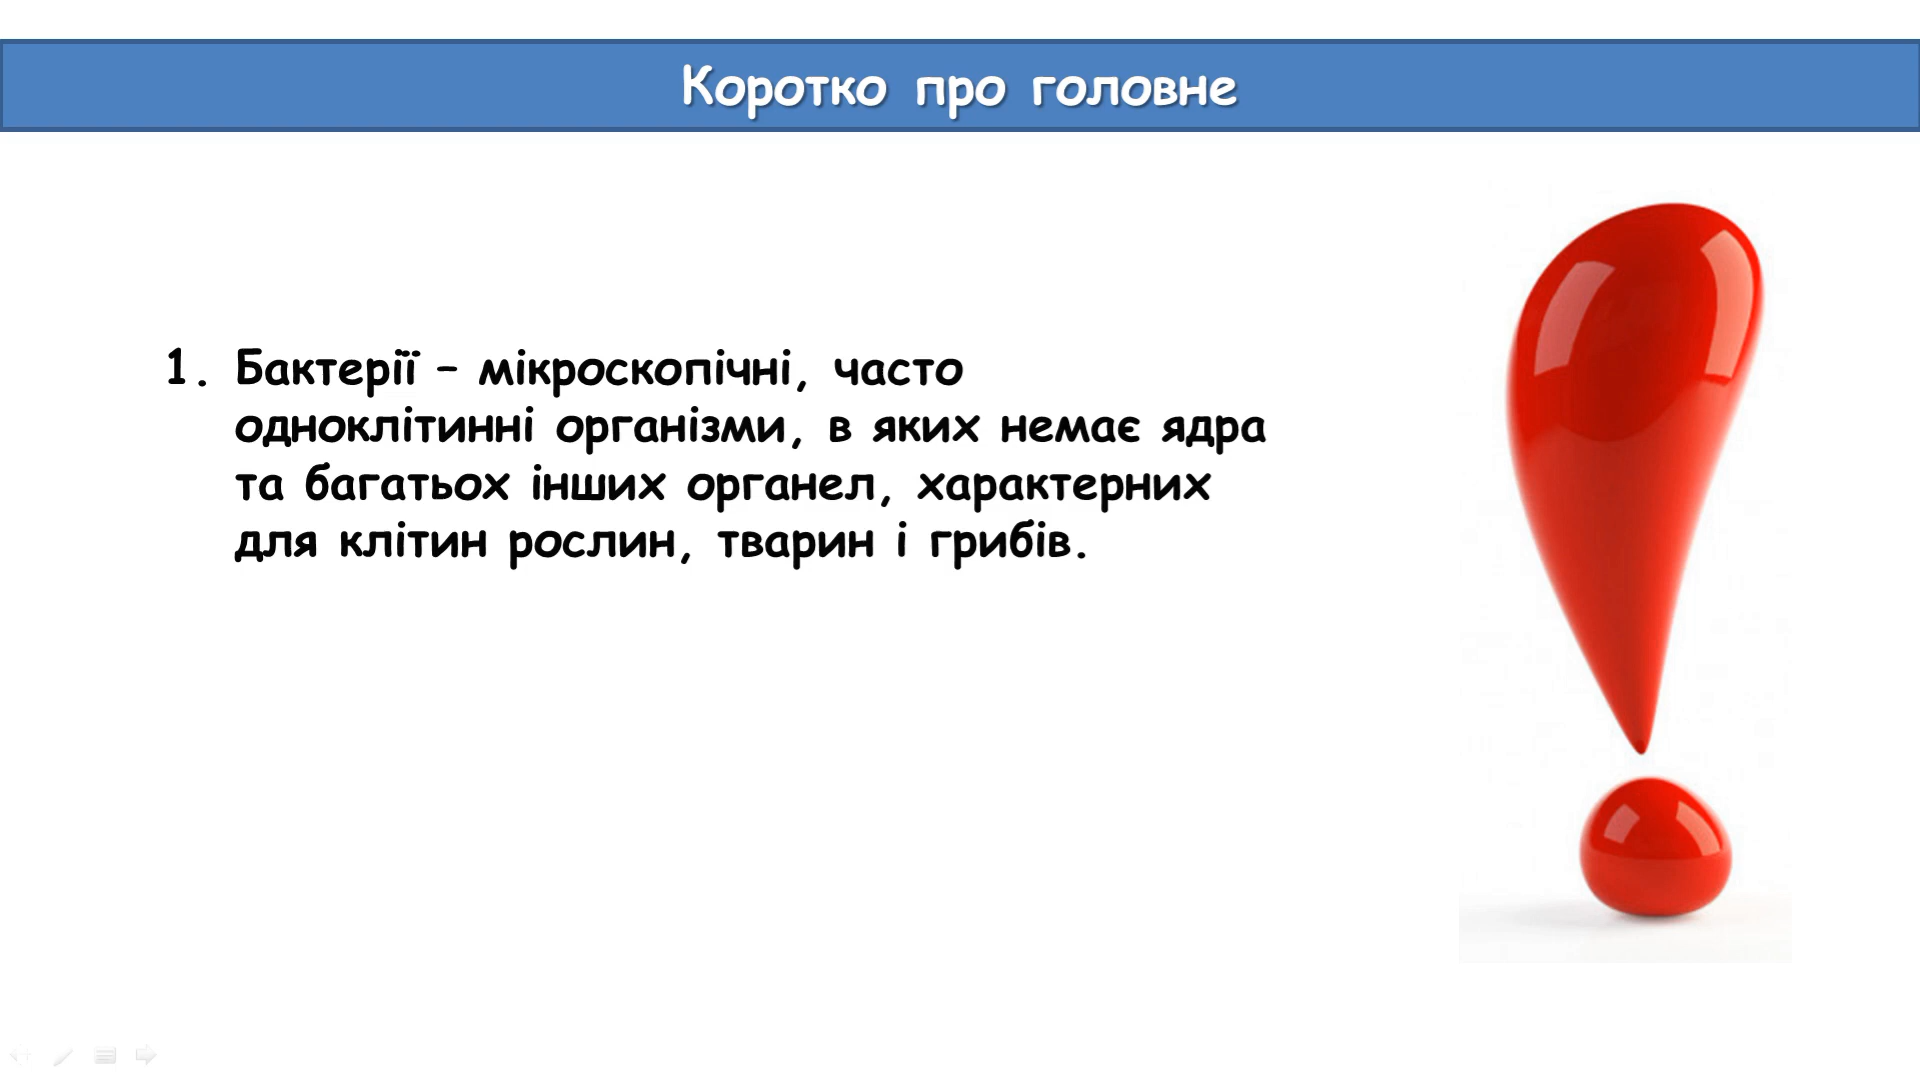 Коротко про головне
1. Бактерії – мікроскопічні, часто
одноклітинні організми, в яких немає ядра
та багатьох інших органел, характерних
для клітин рослин, тварин і грибів.